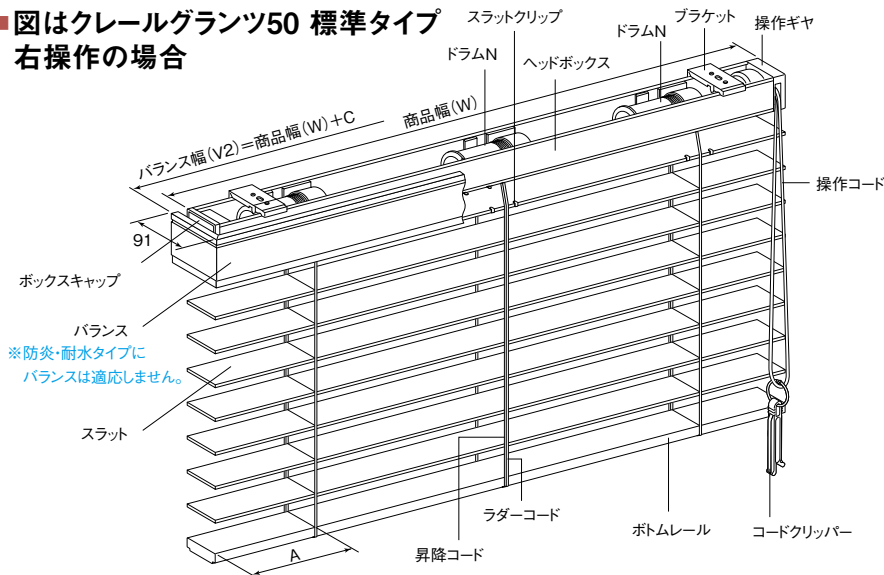 ■図はクレールグランツ50 標準タイプ
右操作の場合
スラットクリップ
ブラケット
操作ギヤ
ドラムN
ドラムN
ヘッドボックス
商品幅(W)
バランス幅(V2)=商品幅(W)+C
操作コード
91
ボックスキャップ
バランス
※防炎・耐水タイプに
バランスは適応しません。
スラット
A
昇降コード
ラダーコード
ボトムレール
コードクリッパー